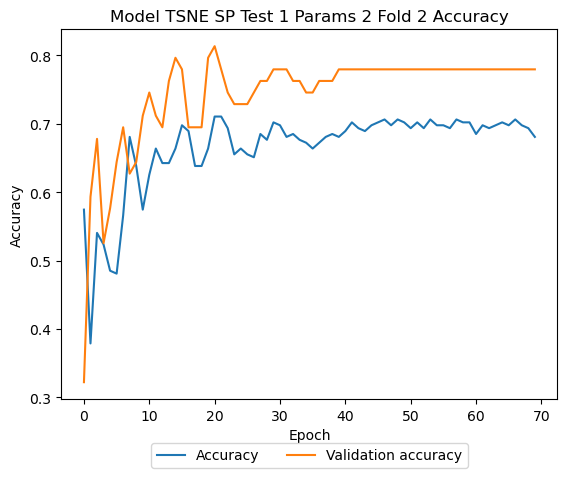 Model TSNE SP Test 1 Params 2 Fold 2 Accuracy
Accuracy
0.8
0.7
0.6
0.5
0.4
0.3
0 10 20 30 40 50 60 70
Epoch
Accuracy Validation accuracy